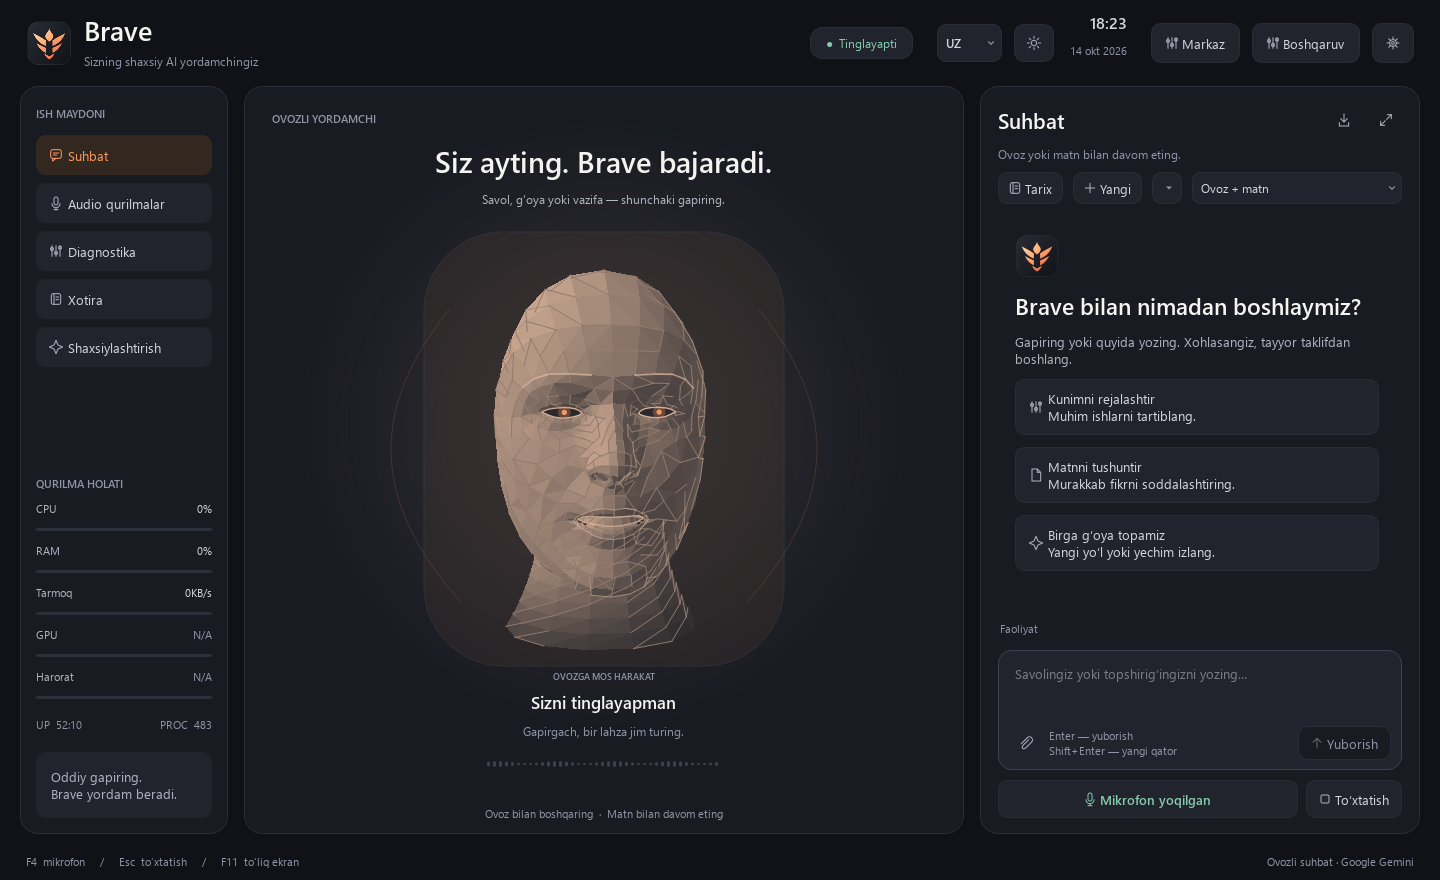 Brave
Sizning shaxsiy AI yordamchingiz
● Tinglayapti
UZ
18:23
14 okt 2026
Markaz
Boshqaruv
ISH MAYDONI
Suhbat
Audio qurilmalar
Diagnostika
Xotira
Shaxsiylashtirish
QURILMA HOLATI
CPU 0%
RAM 0%
Tarmoq 0KB/s
GPU N/A
Harorat N/A
UP 52:10 PROC 483
Oddiy gapiring.
Brave yordam beradi.
OVOZLI YORDAMCHI
Siz ayting. Brave bajaradi.
Savol, g‘oya yoki vazifa — shunchaki gapiring.
OVOZGA MOS HARAKAT
Sizni tinglayapman
Gapirgach, bir lahza jim turing.
Ovoz bilan boshqaring · Matn bilan davom eting
Suhbat
Ovoz yoki matn bilan davom eting.
Tarix
Yangi
Ovoz + matn
Brave bilan nimadan boshlaymiz?
Gapiring yoki quyida yozing. Xohlasangiz, tayyor taklifdan
boshlang.
Kunimni rejalashtir
Muhim ishlarni tartiblang.
Matnni tushuntir
Murakkab fikrni soddalashtiring.
Birga g‘oya topamiz
Yangi yo‘l yoki yechim izlang.
Faoliyat
Savolingiz yoki topshirig‘ingizni yozing...
Enter — yuborish
Shift+Enter — yangi qator
Yuborish
Mikrofon yoqilgan
To‘xtatish
F4 mikrofon / Esc to‘xtatish / F11 to‘liq ekran
Ovozli suhbat · Google Gemini